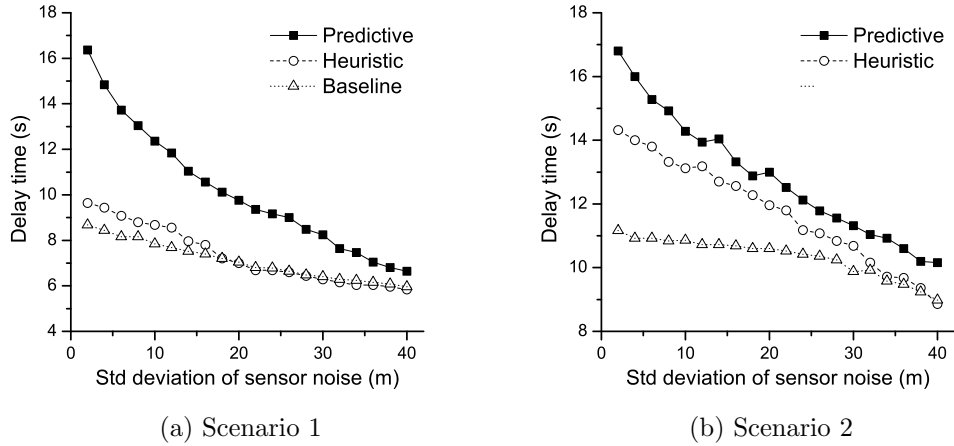 18
16
14
12
10
8
6
4
0
10
20
30
40
Delay time (s)
Std deviation of sensor noise (m)
Predictive
Heuristic
Baseline
(a) Scenario 1
18
16
14
12
10
8
0
10
20
30
40
Delay time (s)
Std deviation of sensor noise (m)
Predictive
Heuristic
(b) Scenario 2